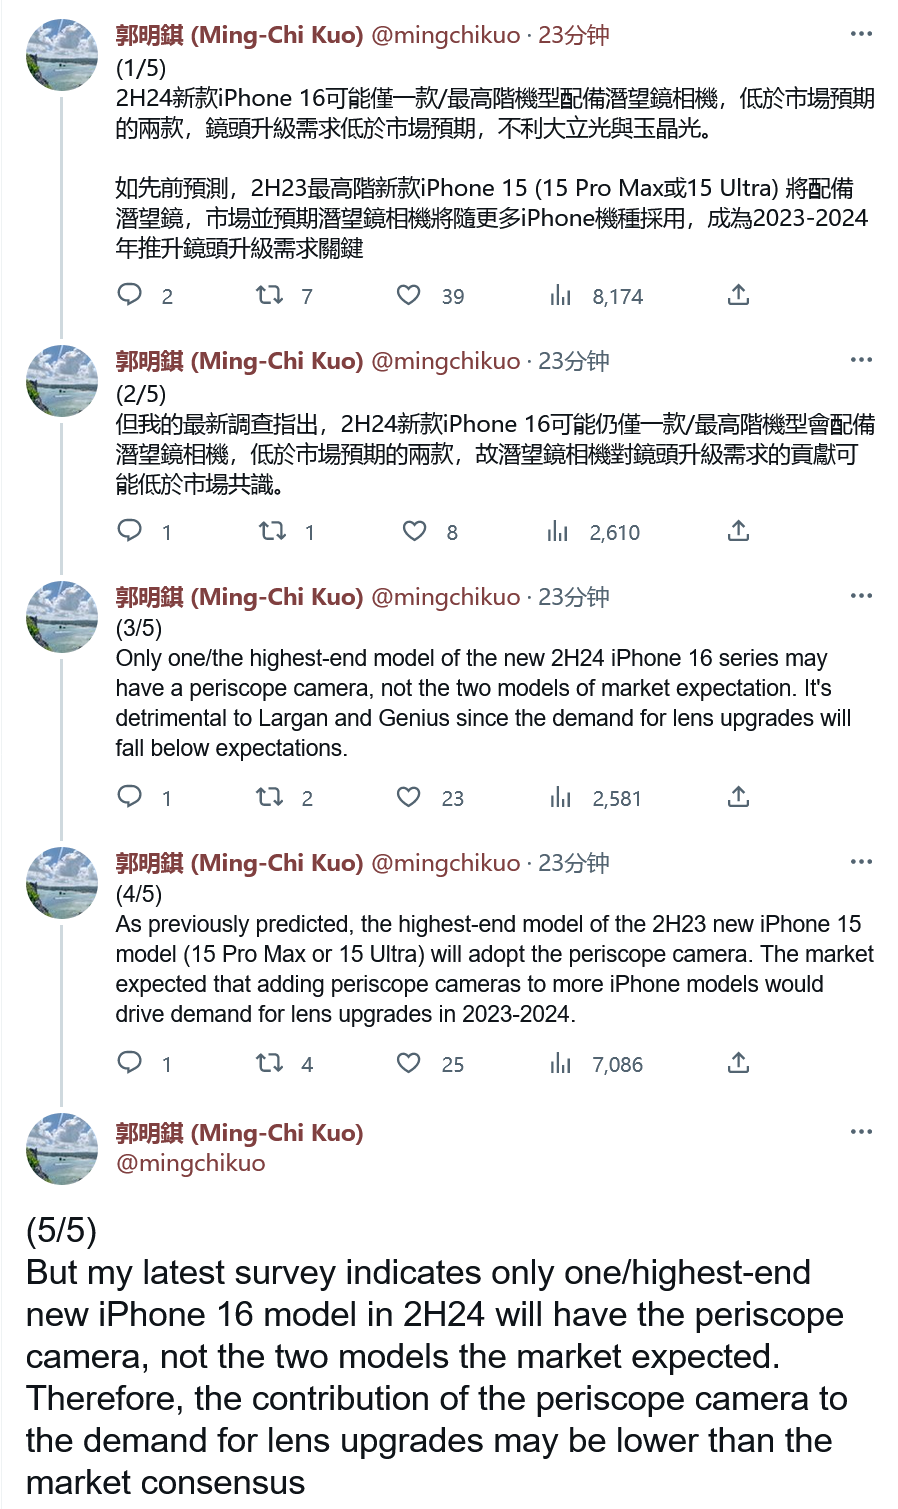 郭明錤 (Ming-Chi Kuo) @mingchikuo · 23分钟
(1/5)
2H24新款iPhone 16可能僅一款/最高階機型配備潛望鏡相機，低於市場預期
的兩款，鏡頭升級需求低於市場預期，不利大立光與玉晶光。
如先前預測，2H23最高階新款iPhone 15 (15 Pro Max或15 Ultra) 將配備
潛望鏡，市場並預期潛望鏡相機將隨更多iPhone機種採用，成為2023-2024
年推升鏡頭升級需求關鍵
2 7 39 8,174
郭明錤 (Ming-Chi Kuo) @mingchikuo · 23分钟
(2/5)
但我的最新調查指出，2H24新款iPhone 16可能仍僅一款/最高階機型會配備
潛望鏡相機，低於市場預期的兩款，故潛望鏡相機對鏡頭升級需求的貢獻可
能低於市場共識。
1 1 8 2,610
郭明錤 (Ming-Chi Kuo) @mingchikuo · 23分钟
(3/5)
Only one/the highest-end model of the new 2H24 iPhone 16 series may
have a periscope camera, not the two models of market expectation. It's
detrimental to Largan and Genius since the demand for lens upgrades will
fall below expectations.
1 2 23 2,581
郭明錤 (Ming-Chi Kuo) @mingchikuo · 23分钟
(4/5)
As previously predicted, the highest-end model of the 2H23 new iPhone 15
model (15 Pro Max or 15 Ultra) will adopt the periscope camera. The market
expected that adding periscope cameras to more iPhone models would
drive demand for lens upgrades in 2023-2024.
1 4 25 7,086
郭明錤 (Ming-Chi Kuo)
@mingchikuo
(5/5)
But my latest survey indicates only one/highest-end
new iPhone 16 model in 2H24 will have the periscope
camera, not the two models the market expected.
Therefore, the contribution of the periscope camera to
the demand for lens upgrades may be lower than the
market consensus